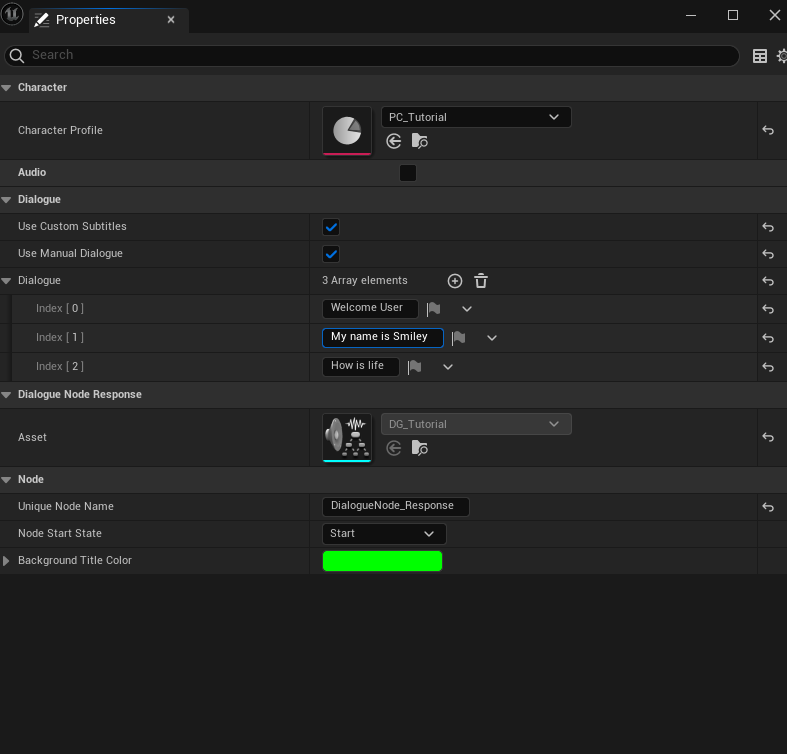 Properties
Search
Character
Character Profile
PC_Tutorial
Audio
Dialogue
Use Custom Subtitles
Use Manual Dialogue
Dialogue
3 Array elements
Index [ 0 ]
Welcome User
Index [ 1 ]
My name is Smiley
Index [ 2 ]
How is life
Dialogue Node Response
Asset
DG_Tutorial
Node
Unique Node Name
DialogueNode_Response
Node Start State
Start
Background Title Color